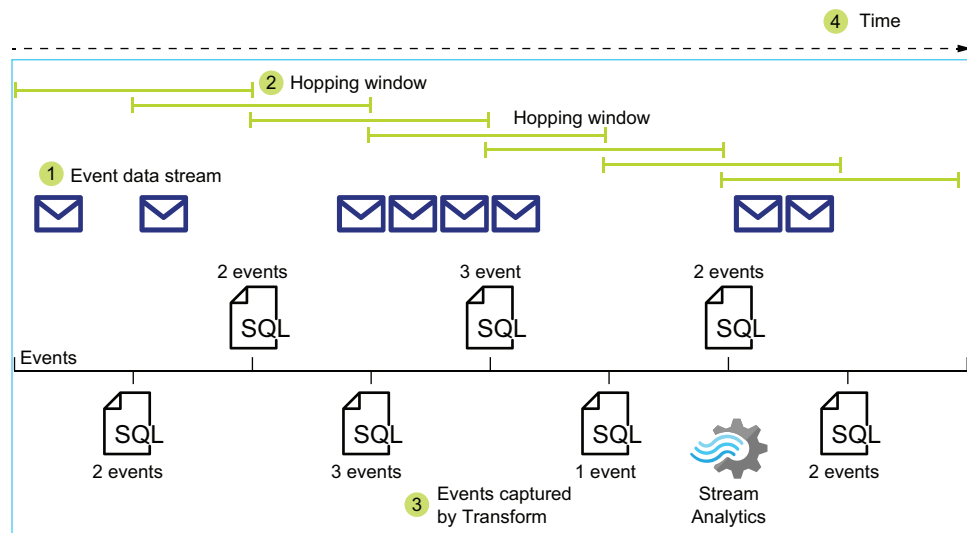 4 Time
2 Hopping window
Hopping window
1 Event data stream
2 events
3 event
2 events
SQL
SQL
SQL
Events
SQL
SQL
SQL
SQL
2 events
3 events
1 event
2 events
3 Events captured
by Transform
Stream
Analytics